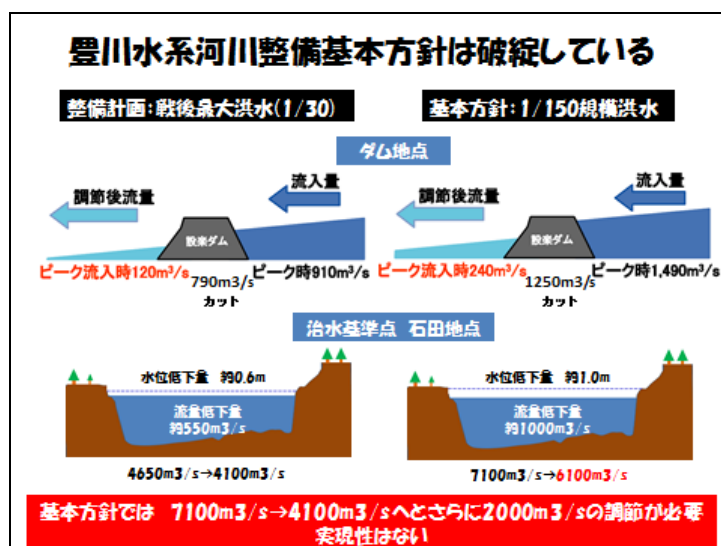 豊川水系河川整備基本方針は破綻している
整備計画:戦後最大洪水(1/30)
基本方針:1/150規模洪水
ダム地点
調節後流量
流入量
設楽ダム
ピーク流入時120m³/s
790m3/s
カット
ピーク時910m³/s
調節後流量
流入量
設楽ダム
ピーク流入時240m³/s
1250m3/s
カット
ピーク時1,490m³/s
治水基準点 石田地点
水位低下量 約0.6m
流量低下量
約550m3/s
4650m3/s→4100m3/s
水位低下量 約1.0m
流量低下量
約1000m3/s
7100m3/s→6100m3/s
基本方針では 7100m3/s→4100m3/sへとさらに2000m3/sの調節が必要
実現性はない